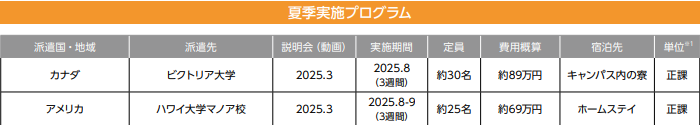 夏季実施プログラム
派遣国・地域 派遣先 説明会（動画） 実施期間 定員 費用概算 宿泊先 単位※1
カナダ ビクトリア大学 2025.3 2025.8 （3週間） 約30名 約89万円 キャンパス内の寮 正課
アメリカ ハワイ大学マノア校 2025.3 2025.8-9 （3週間） 約25名 約69万円 ホームステイ 正課